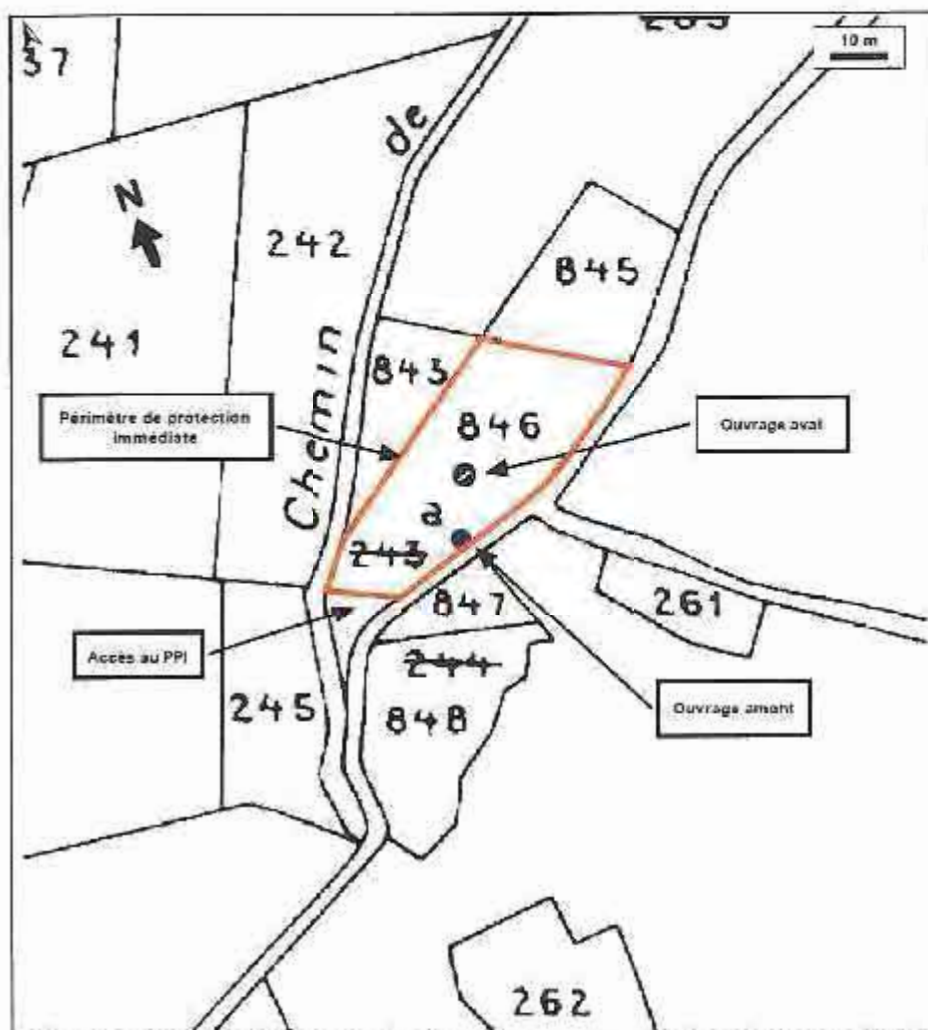 37
10 m
de
N
242
845
241
Chemin
843
Périmètre de protection
immédiate
846
Ouvrage aval
a
243
847
261
Accès au PPI
244
245
848
Ouvrage amont
262